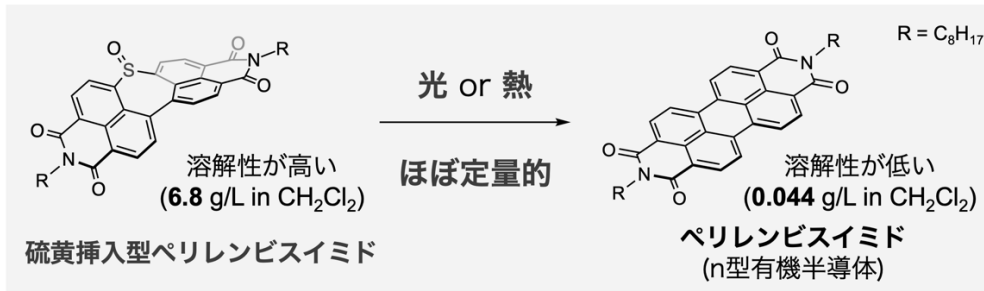 R = C₈H₁₇
O
S
O
N
R
O
O
N
R
O
溶解性が高い
(6.8 g/L in CH₂Cl₂)
硫黄挿入型ペリレンビスイミド
光 or 熱
ほぼ定量的
O
R
N
O
O
N
R
O
溶解性が低い
(0.044 g/L in CH₂Cl₂)
ペリレンビスイミド
(n型有機半導体)